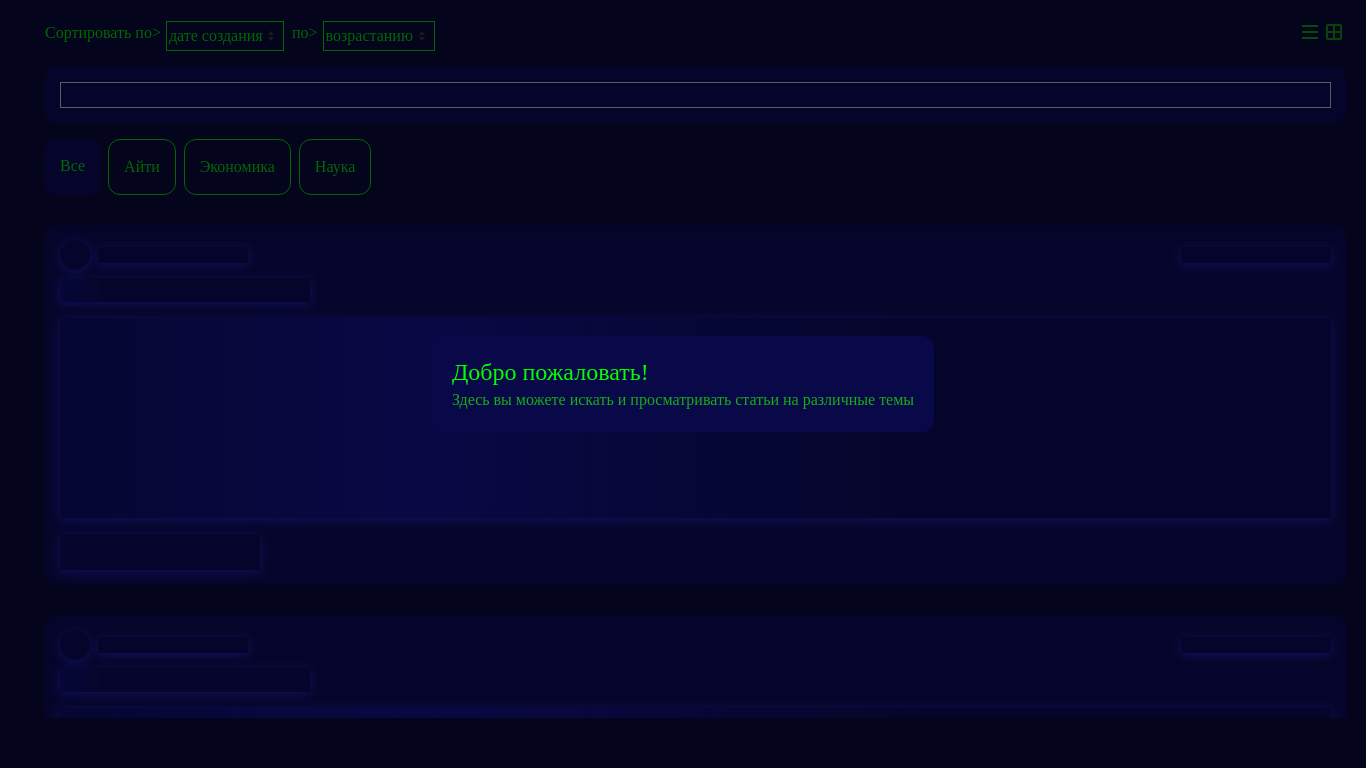 Сортировать по> дате создания по> возрастанию
Все Айти Экономика Наука
Добро пожаловать!
Здесь вы можете искать и просматривать статьи на различные темы